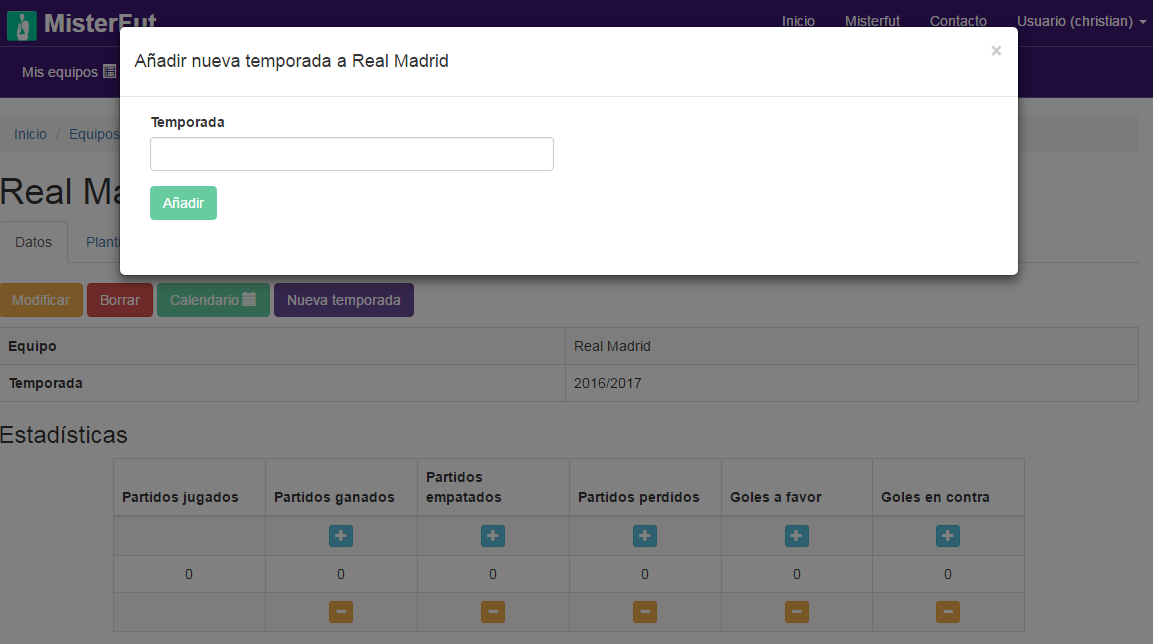 MisterFut
Inicio Misterfut Contacto Usuario (christian)
Mis equipos
Añadir nueva temporada a Real Madrid
×
Temporada
Añadir
Inicio / Equipos
Real Ma
Datos Planti
Modificar Borrar Calendario Nueva temporada
Equipo Real Madrid
Temporada 2016/2017
Estadísticas
Partidos jugados Partidos ganados Partidos empatados Partidos perdidos Goles a favor Goles en contra
0 0 0 0 0 0